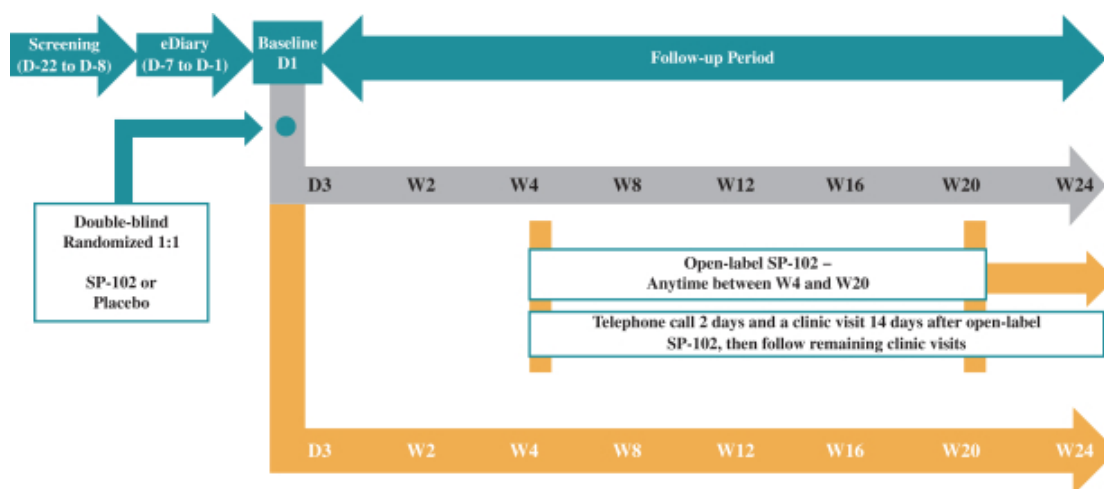 Screening
(D-22 to D-8)
eDiary
(D-7 to D-1)
Baseline
D1
Follow-up Period
D3 W2 W4 W8 W12 W16 W20 W24
Double-blind
Randomized 1:1
SP-102 or
Placebo
Open-label SP-102 –
Anytime between W4 and W20
Telephone call 2 days and a clinic visit 14 days after open-label
SP-102, then follow remaining clinic visits
D3 W2 W4 W8 W12 W16 W20 W24